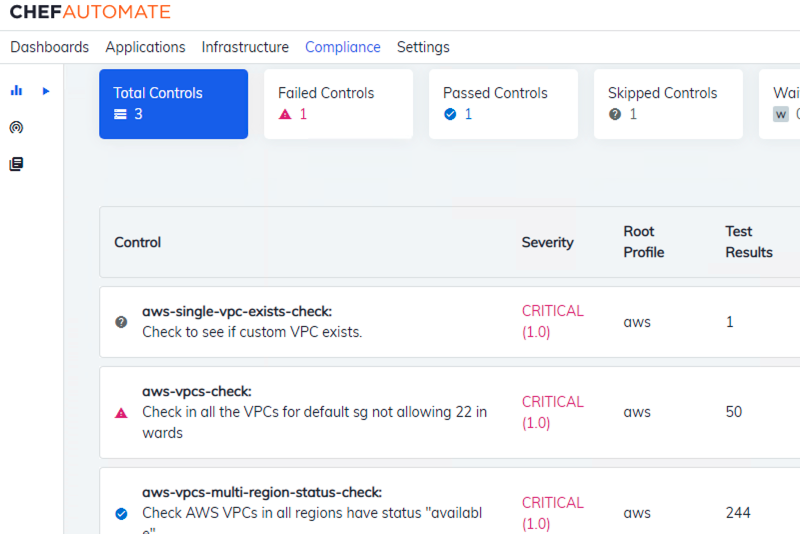 CHEFAUTOMATE
Dashboards Applications Infrastructure Compliance Settings
Total Controls
3
Failed Controls
1
Passed Controls
1
Skipped Controls
1
Wai
W
Control Severity Root Profile Test Results
aws-single-vpc-exists-check:
Check to see if custom VPC exists.
CRITICAL
(1.0)
aws
1
aws-vpcs-check:
Check in all the VPCs for default sg not allowing 22 in
wards
CRITICAL
(1.0)
aws
50
aws-vpcs-multi-region-status-check:
Check AWS VPCs in all regions have status "availabl
e"
CRITICAL
(1.0)
aws
244